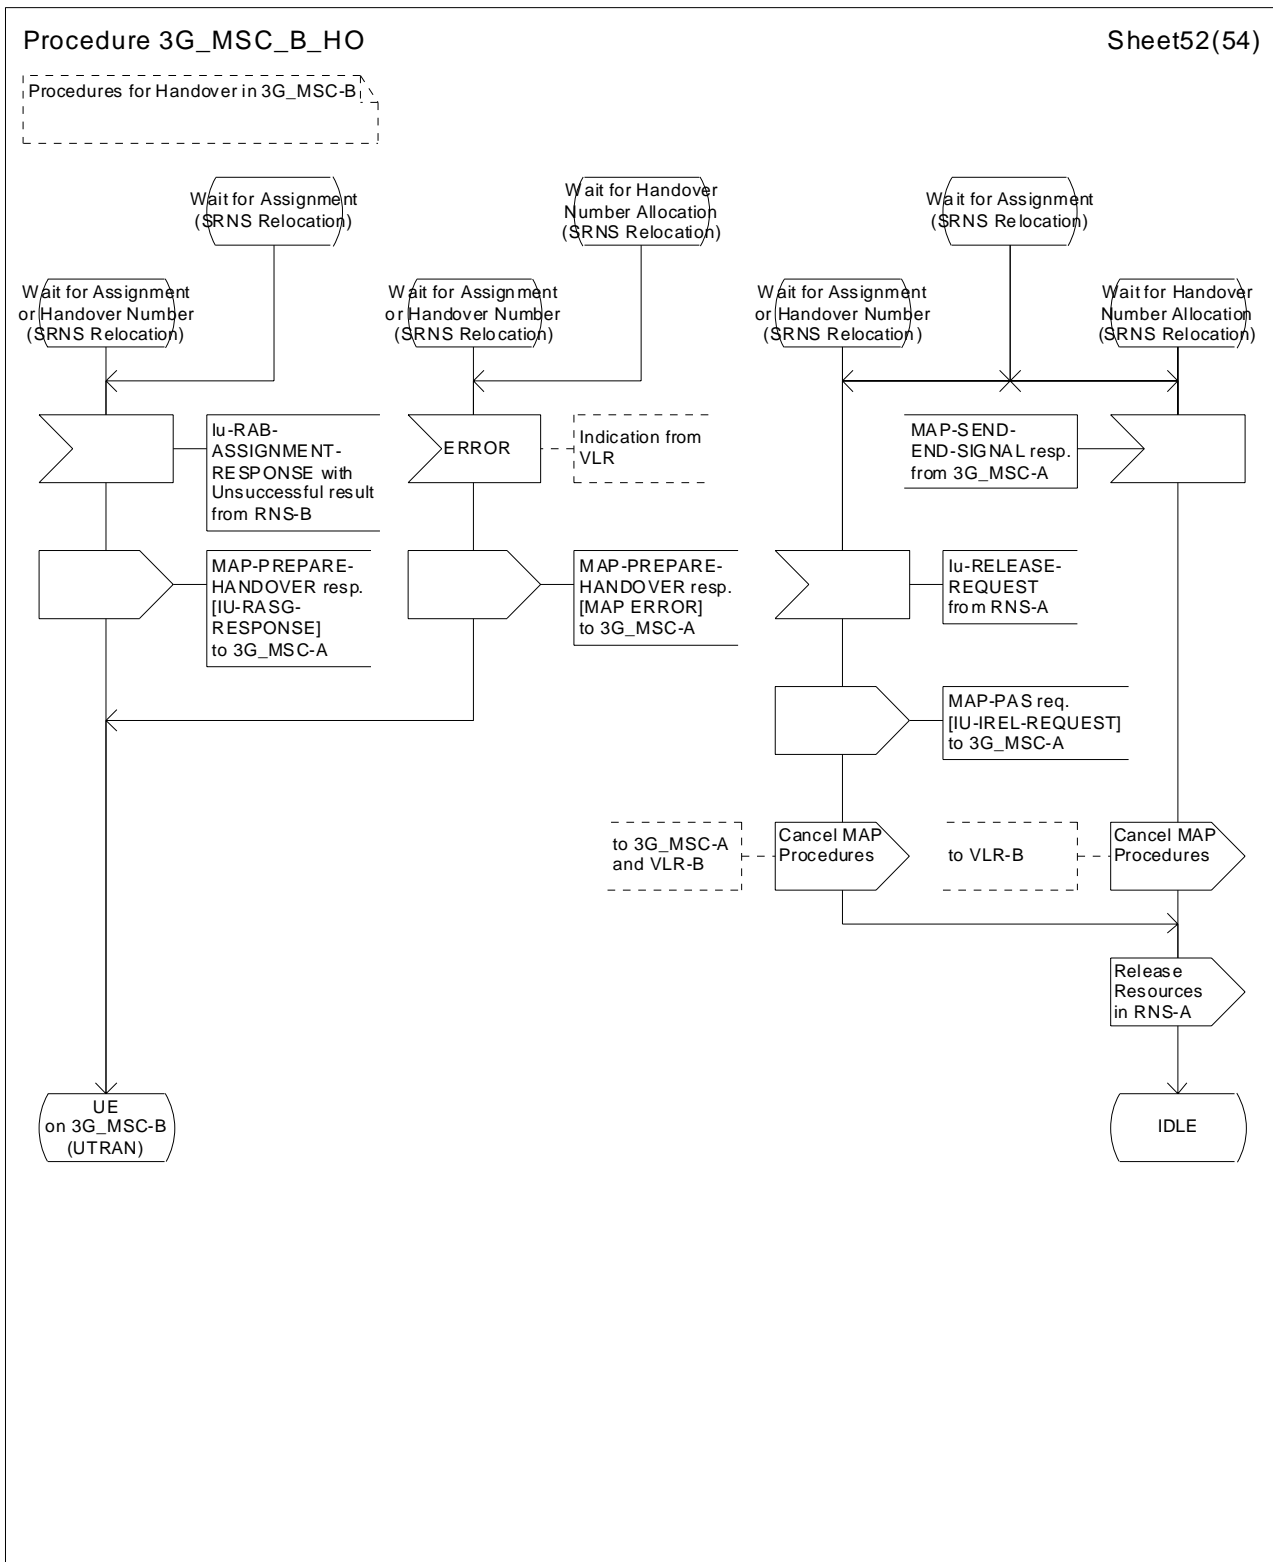 Procedure 3G_MSC_B_HO
Sheet52(54)
Procedures for Handover in 3G_MSC-B
Wait for Assignment
(SRNS Relocation)
Wait for Handover
Number Allocation
(SRNS Relocation)
Wait for Assignment
(SRNS Relocation)
Wait for Assignment
or Handover Number
(SRNS Relocation)
Wait for Assignment
or Handover Number
(SRNS Relocation)
Wait for Assignment
or Handover Number
(SRNS Relocation)
Wait for Handover
Number Allocation
(SRNS Relocation)
Iu-RAB-
ASSIGNMENT-
RESPONSE with
Unsuccessful result
from RNS-B
ERROR
Indication from
VLR
MAP-SEND-
END-SIGNAL resp.
from 3G_MSC-A
MAP-PREPARE-
HANDOVER resp.
[IU-RASG-
RESPONSE]
to 3G_MSC-A
MAP-PREPARE-
HANDOVER resp.
[MAP ERROR]
to 3G_MSC-A
Iu-RELEASE-
REQUEST
from RNS-A
MAP-PAS req.
[IU-IREL-REQUEST]
to 3G_MSC-A
to 3G_MSC-A
and VLR-B
Cancel MAP
Procedures
to VLR-B
Cancel MAP
Procedures
Release
Resources
in RNS-A
UE
on 3G_MSC-B
(UTRAN)
IDLE